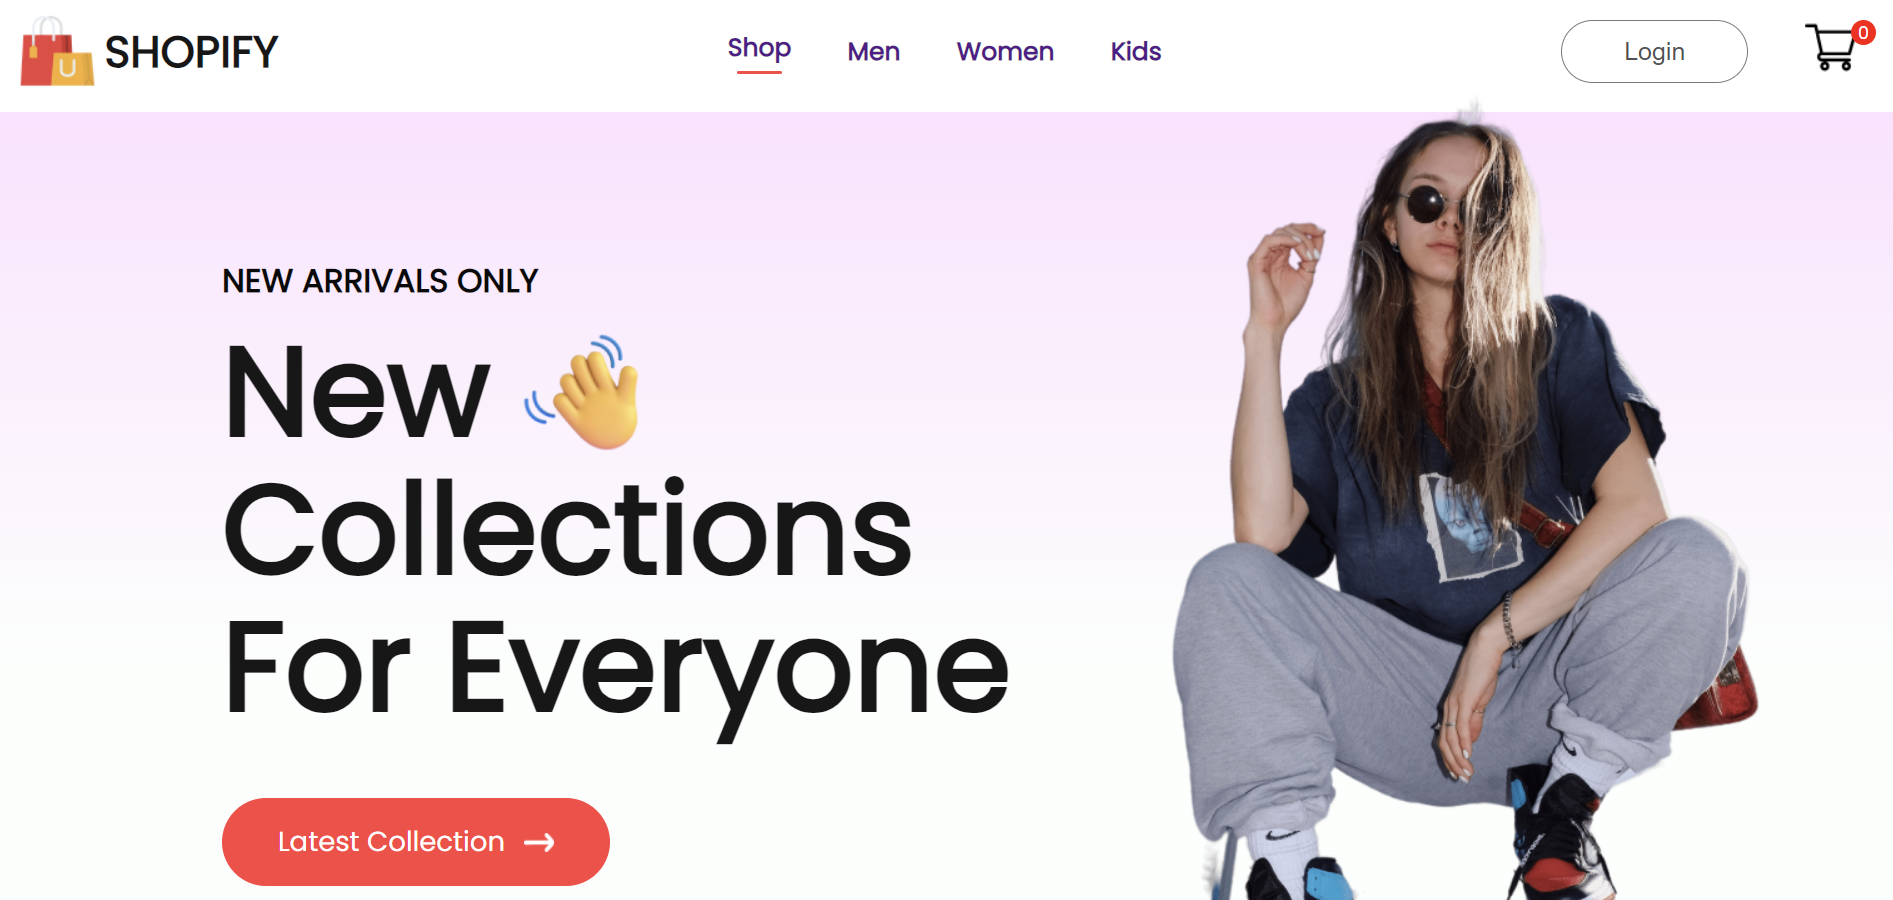 SHOPIFY
Shop
Men
Women
Kids
Login
0
NEW ARRIVALS ONLY
New
Collections
For Everyone
Latest Collection